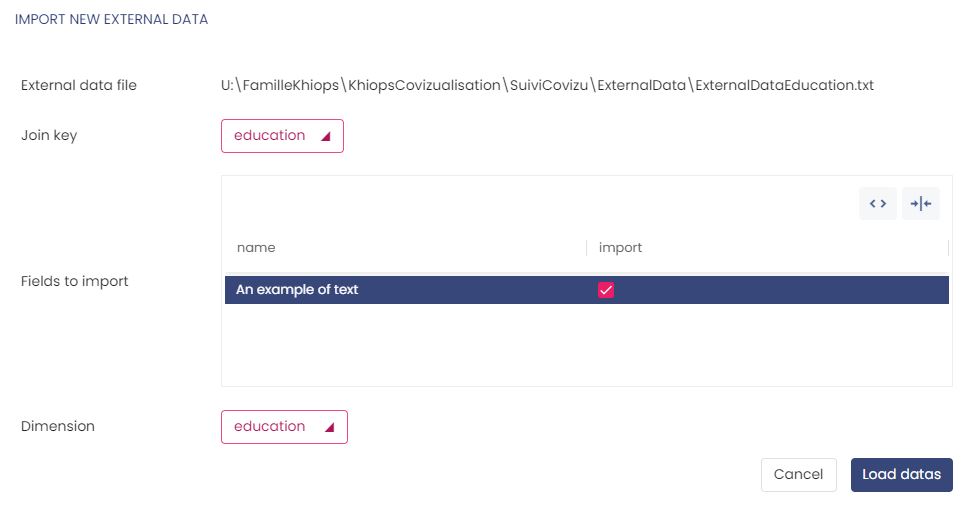 IMPORT NEW EXTERNAL DATA
External data file U:\FamilleKhiops\KhiopsCovizualisation\SuiviCovizu\ExternalData\ExternalDataEducation.txt
Join key education
name import
Fields to import
An example of text
Dimension education
Cancel Load datas